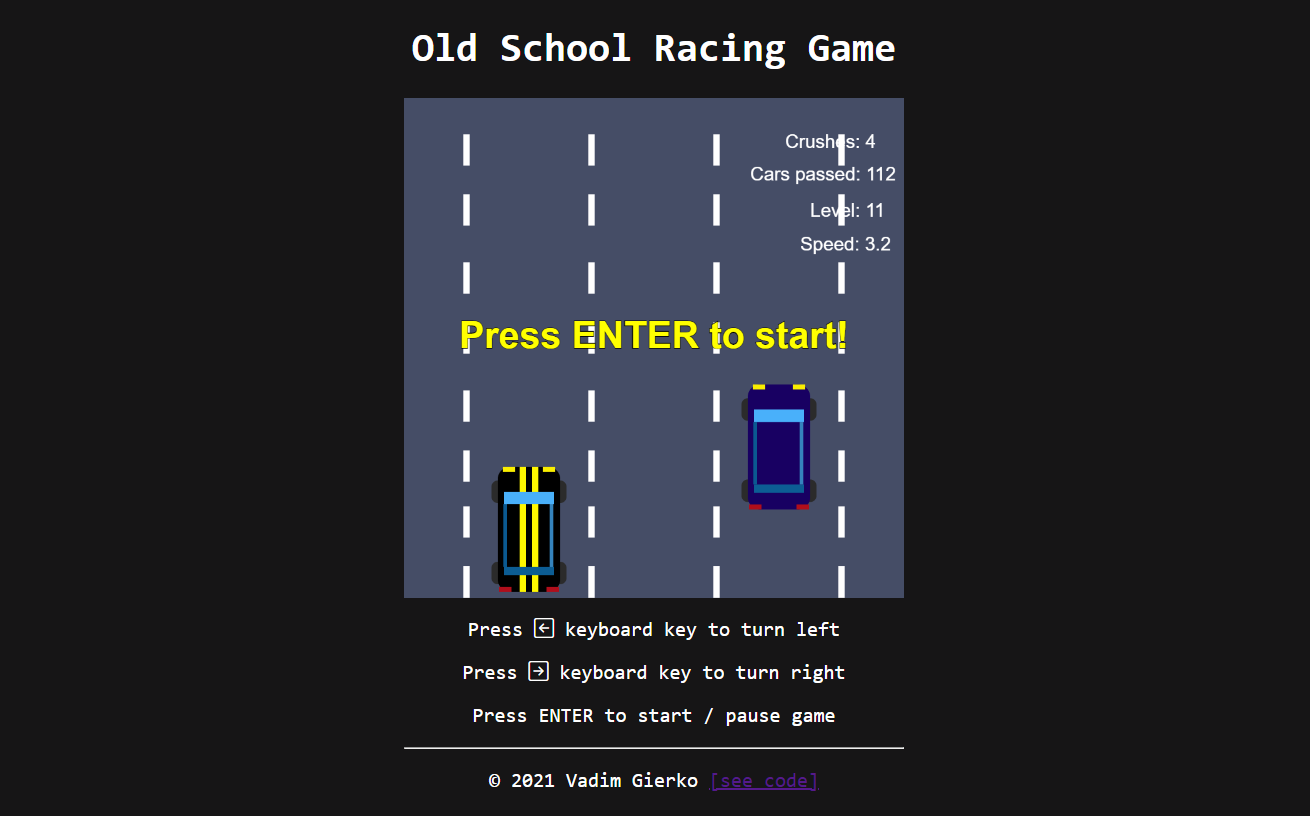 Old School Racing Game
Crushes: 4
Cars passed: 112
Level: 11
Speed: 3.2
Press ENTER to start!
Press ← keyboard key to turn left
Press → keyboard key to turn right
Press ENTER to start / pause game
© 2021 Vadim Gierko [see code]